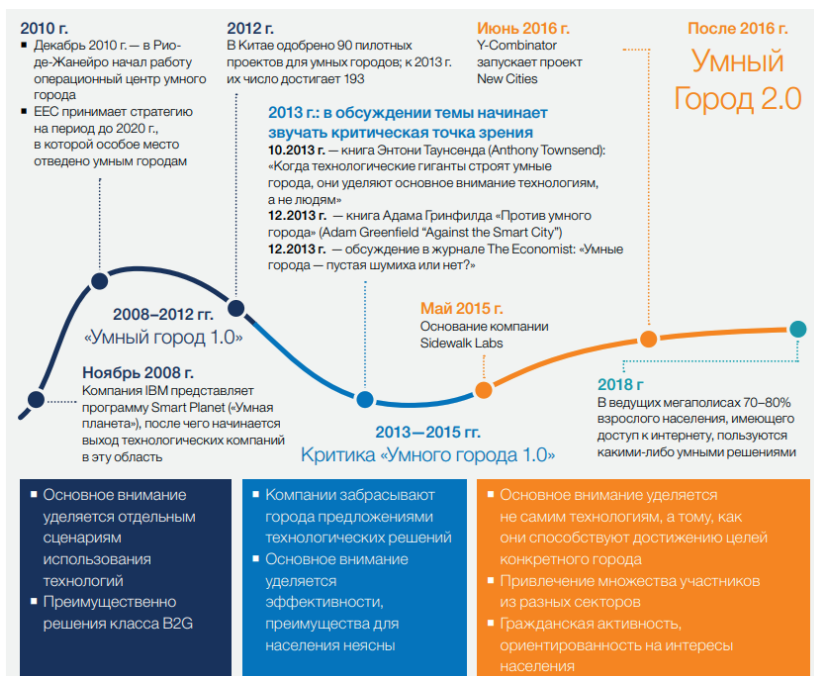 2010 г.
▪ Декабрь 2010 г. — в Рио-
де-Жанейро начал работу
операционный центр умного
города
▪ ЕЕС принимает стратегию
на период до 2020 г.,
в которой особое место
отведено умным городам
2012 г.
В Китае одобрено 90 пилотных
проектов для умных городов; к 2013 г.
их число достигает 193
Июнь 2016 г.
Y-Combinator
запускает проект
New Cities
После 2016 г.
Умный
Город 2.0
2013 г.: в обсуждении темы начинает
звучать критическая точка зрения
10.2013 г. — книга Энтони Таунсенда (Anthony Townsend):
«Когда технологические гиганты строят умные
города, они уделяют основное внимание технологиям,
а не людям»
12.2013 г. — книга Адама Гринфилда «Против умного
города» (Adam Greenfield “Against the Smart City”)
12.2013 г. — обсуждение в журнале The Economist: «Умные
города — пустая шумиха или нет?»
2008–2012 гг.
«Умный город 1.0»
Май 2015 г.
Основание компании
Sidewalk Labs
Ноябрь 2008 г.
Компания IBM представляет
программу Smart Planet («Умная
планета»), после чего начинается
выход технологических компаний
в эту область
2013—2015 гг.
Критика «Умного города 1.0»
2018 г
В ведущих мегаполисах 70–80%
взрослого населения, имеющего
доступ к интернету, пользуются
какими-либо умными решениями
▪ Основное внимание
уделяется отдельным
сценариям
использования
технологий
▪ Преимущественно
решения класса B2G
▪ Компании забрасывают
города предложениями
технологических решений
▪ Основное внимание
уделяется
эффективности,
преимущества для
населения неясны
▪ Основное внимание уделяется
не самим технологиям, а тому, как
они способствуют достижению целей
конкретного города
▪ Привлечение множества участников
из разных секторов
▪ Гражданская активность,
ориентированность на интересы
населения